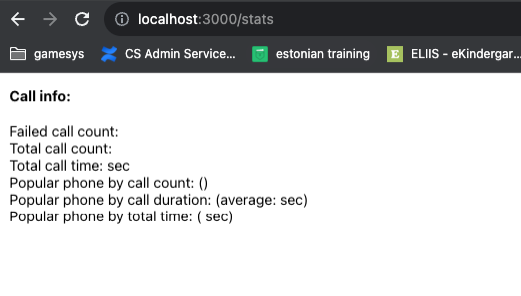 localhost:3000/stats
gamesys
CS Admin Service...
estonian training
E
ELIIS - eKindergar...
Call info:
Failed call count:
Total call count:
Total call time: sec
Popular phone by call count: ()
Popular phone by call duration: (average: sec)
Popular phone by total time: ( sec)